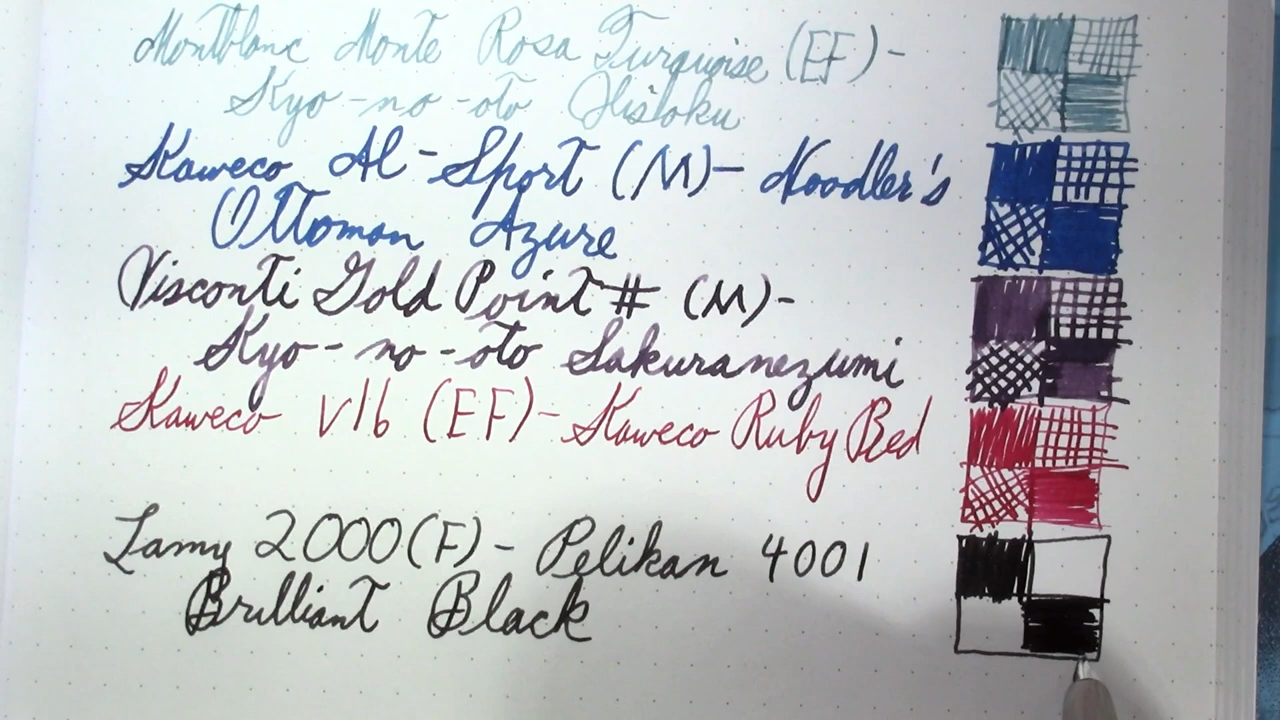 Montblanc Monte Rosa Turquoise (EF) -
Kyo-no-oto Hisoku
Kaweco Al-Sport (M) - Noodler's
Ottoman Azure
Visconti Gold Point # (M) -
Kyo-no-oto Sakuranezumi
Kaweco V16 (EF) - Kaweco Ruby Red
Lamy 2000 (F) - Pelikan 4001
Brilliant Black